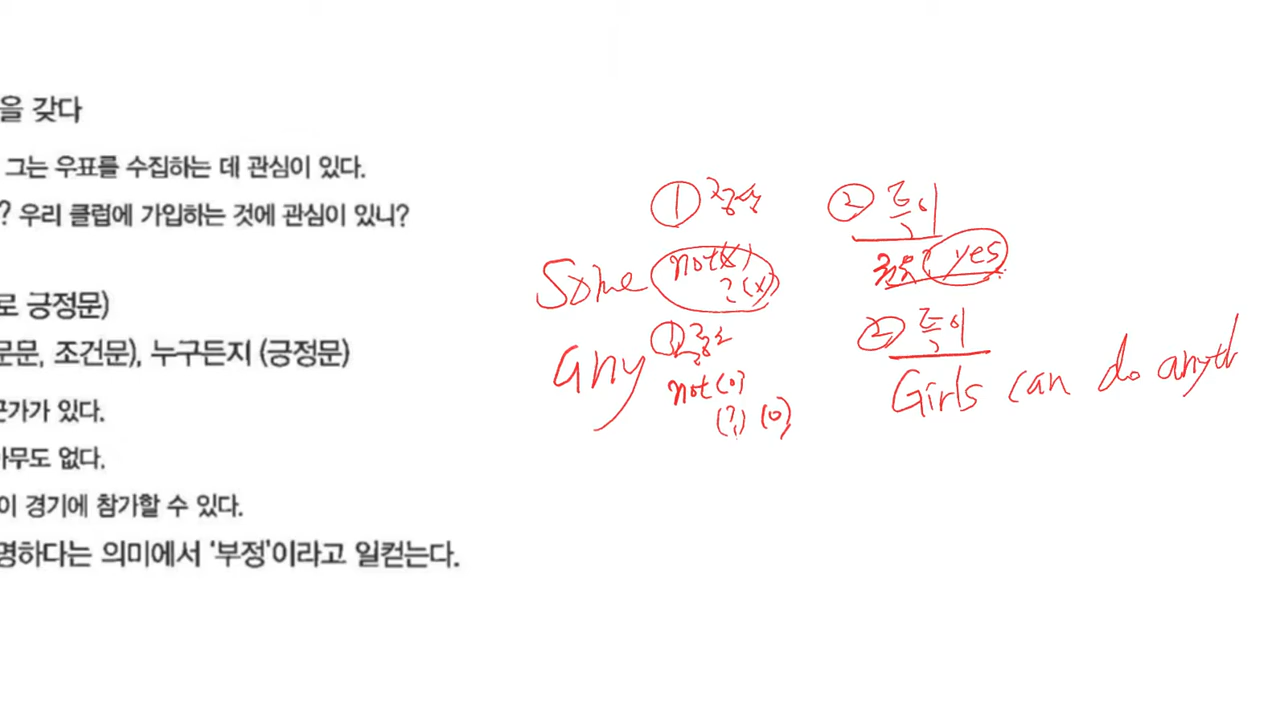 을 갖다
그는 우표를 수집하는 데 관심이 있다.
? 우리 클럽에 가입하는 것에 관심이 있니?
로 긍정문)
문문, 조건문), 누구든지 (긍정문)
군가가 있다.
아무도 없다.
이 경기에 참가할 수 있다.
명하다는 의미에서 ‘부정’이라고 일컫는다.
①
② 특이
Some not(x)
?(x)
yes
any ①
not(o)
(?) (o)
② 특이
Girls can do anyth